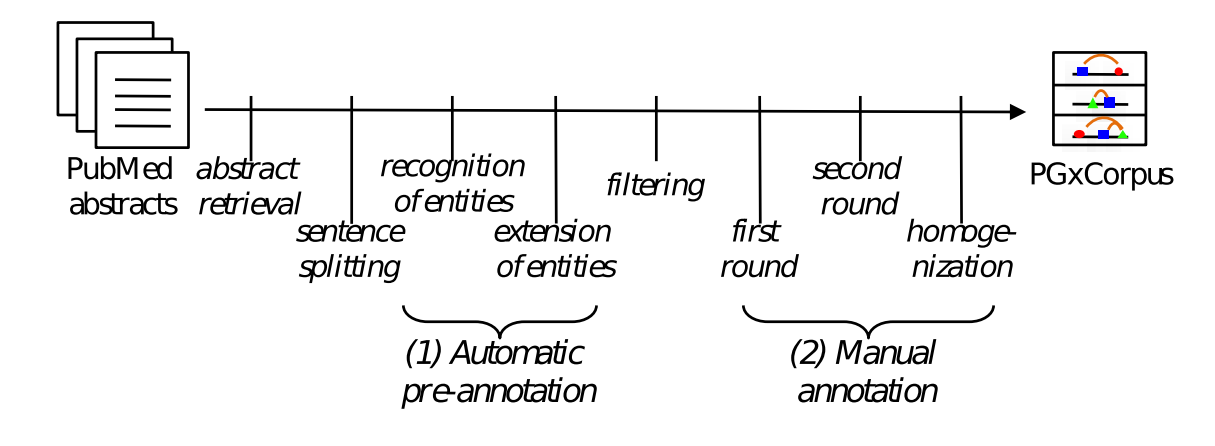 PubMed
abstracts
abstract
retrieval
sentence
splitting
recognition
of entities
extension
of entities
filtering
first
round
second
round
homoge-
nization
PGxCorpus
(1) Automatic
pre-annotation
(2) Manual
annotation